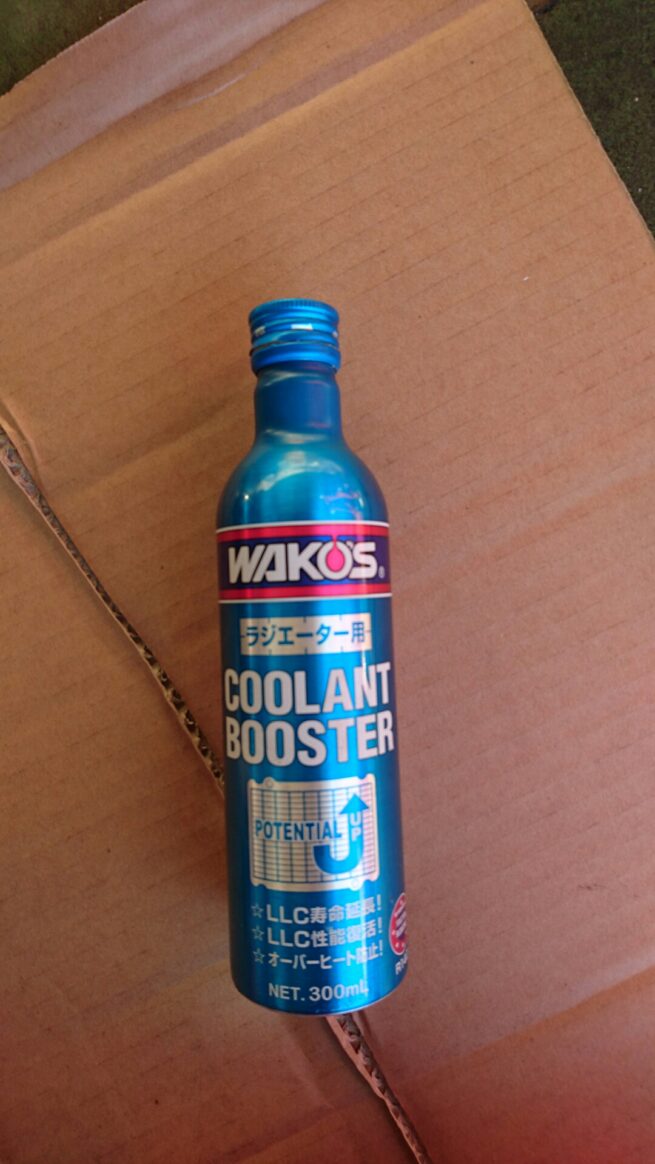 WAKO'S®
ラジエーター用
COOLANT
BOOSTER
POTENTIAL UP
☆LLC寿命延長!
☆LLC性能復活!
☆オーバーヒート防止!
NET. 300mL